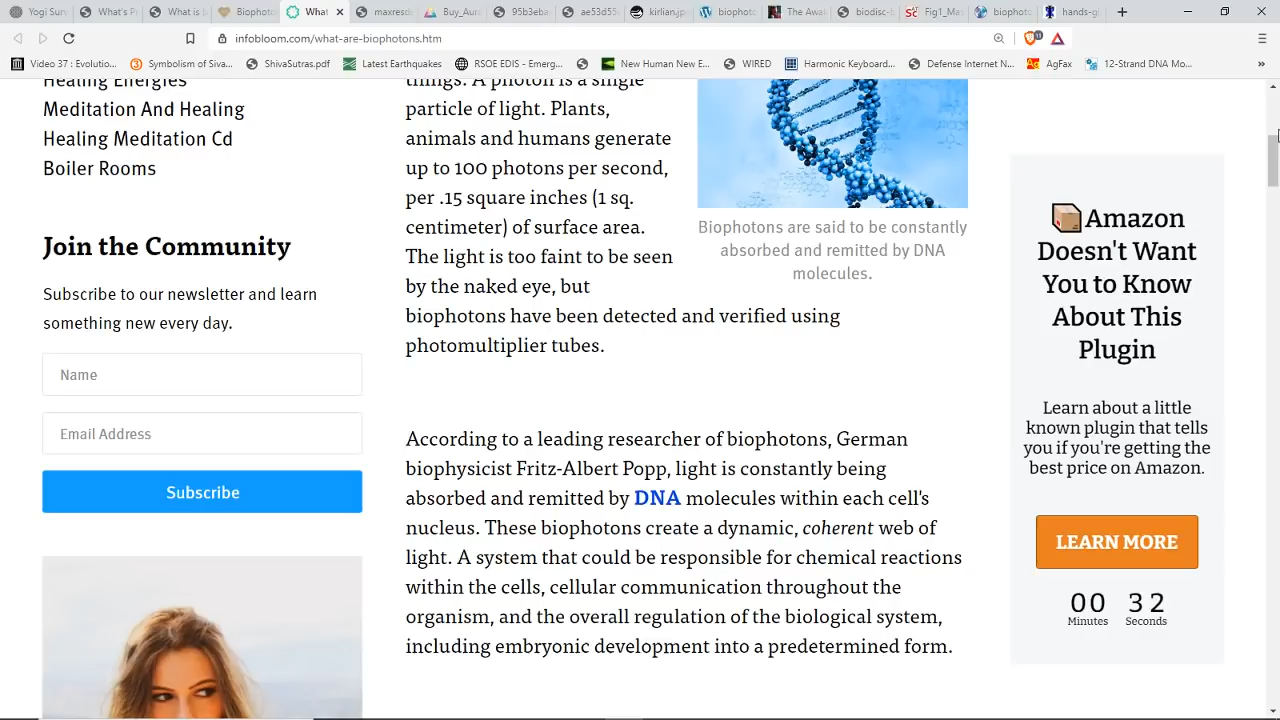 Yogi Sur
What's Pr
What is b
Biophoto
What
maxresde
Buy_Aura
95b3eba
ae53d55a
kirlian.jpe
biophoto
The Awa
biodisc-b
Fig1_Mat
biophoto
hands-gi
infobloom.com/what-are-biophotons.htm
Video 37: Evolutio...
Symbolism of Siva...
ShivaSutras.pdf
Latest Earthquakes
RSOE EDIS - Emerg...
New Human New E...
WIRED
Harmonic Keyboard...
Defense Internet N...
AgFax
12-Strand DNA Mo...
»
Healing Energies
Meditation And Healing
Healing Meditation Cd
Boiler Rooms
Join the Community
Subscribe to our newsletter and learn
something new every day.
Name
Email Address
Subscribe
things. A photon is a single
particle of light. Plants,
animals and humans generate
up to 100 photons per second,
per .15 square inches (1 sq.
centimeter) of surface area.
The light is too faint to be seen
by the naked eye, but
biophotons have been detected and verified using
photomultiplier tubes.
Biophotons are said to be constantly
absorbed and remitted by DNA
molecules.
According to a leading researcher of biophotons, German
biophysicist Fritz-Albert Popp, light is constantly being
absorbed and remitted by DNA molecules within each cell's
nucleus. These biophotons create a dynamic, coherent web of
light. A system that could be responsible for chemical reactions
within the cells, cellular communication throughout the
organism, and the overall regulation of the biological system,
including embryonic development into a predetermined form.
Amazon
Doesn't Want
You to Know
About This
Plugin
Learn about a little
known plugin that tells
you if you're getting the
best price on Amazon.
LEARN MORE
00 32
Minutes Seconds